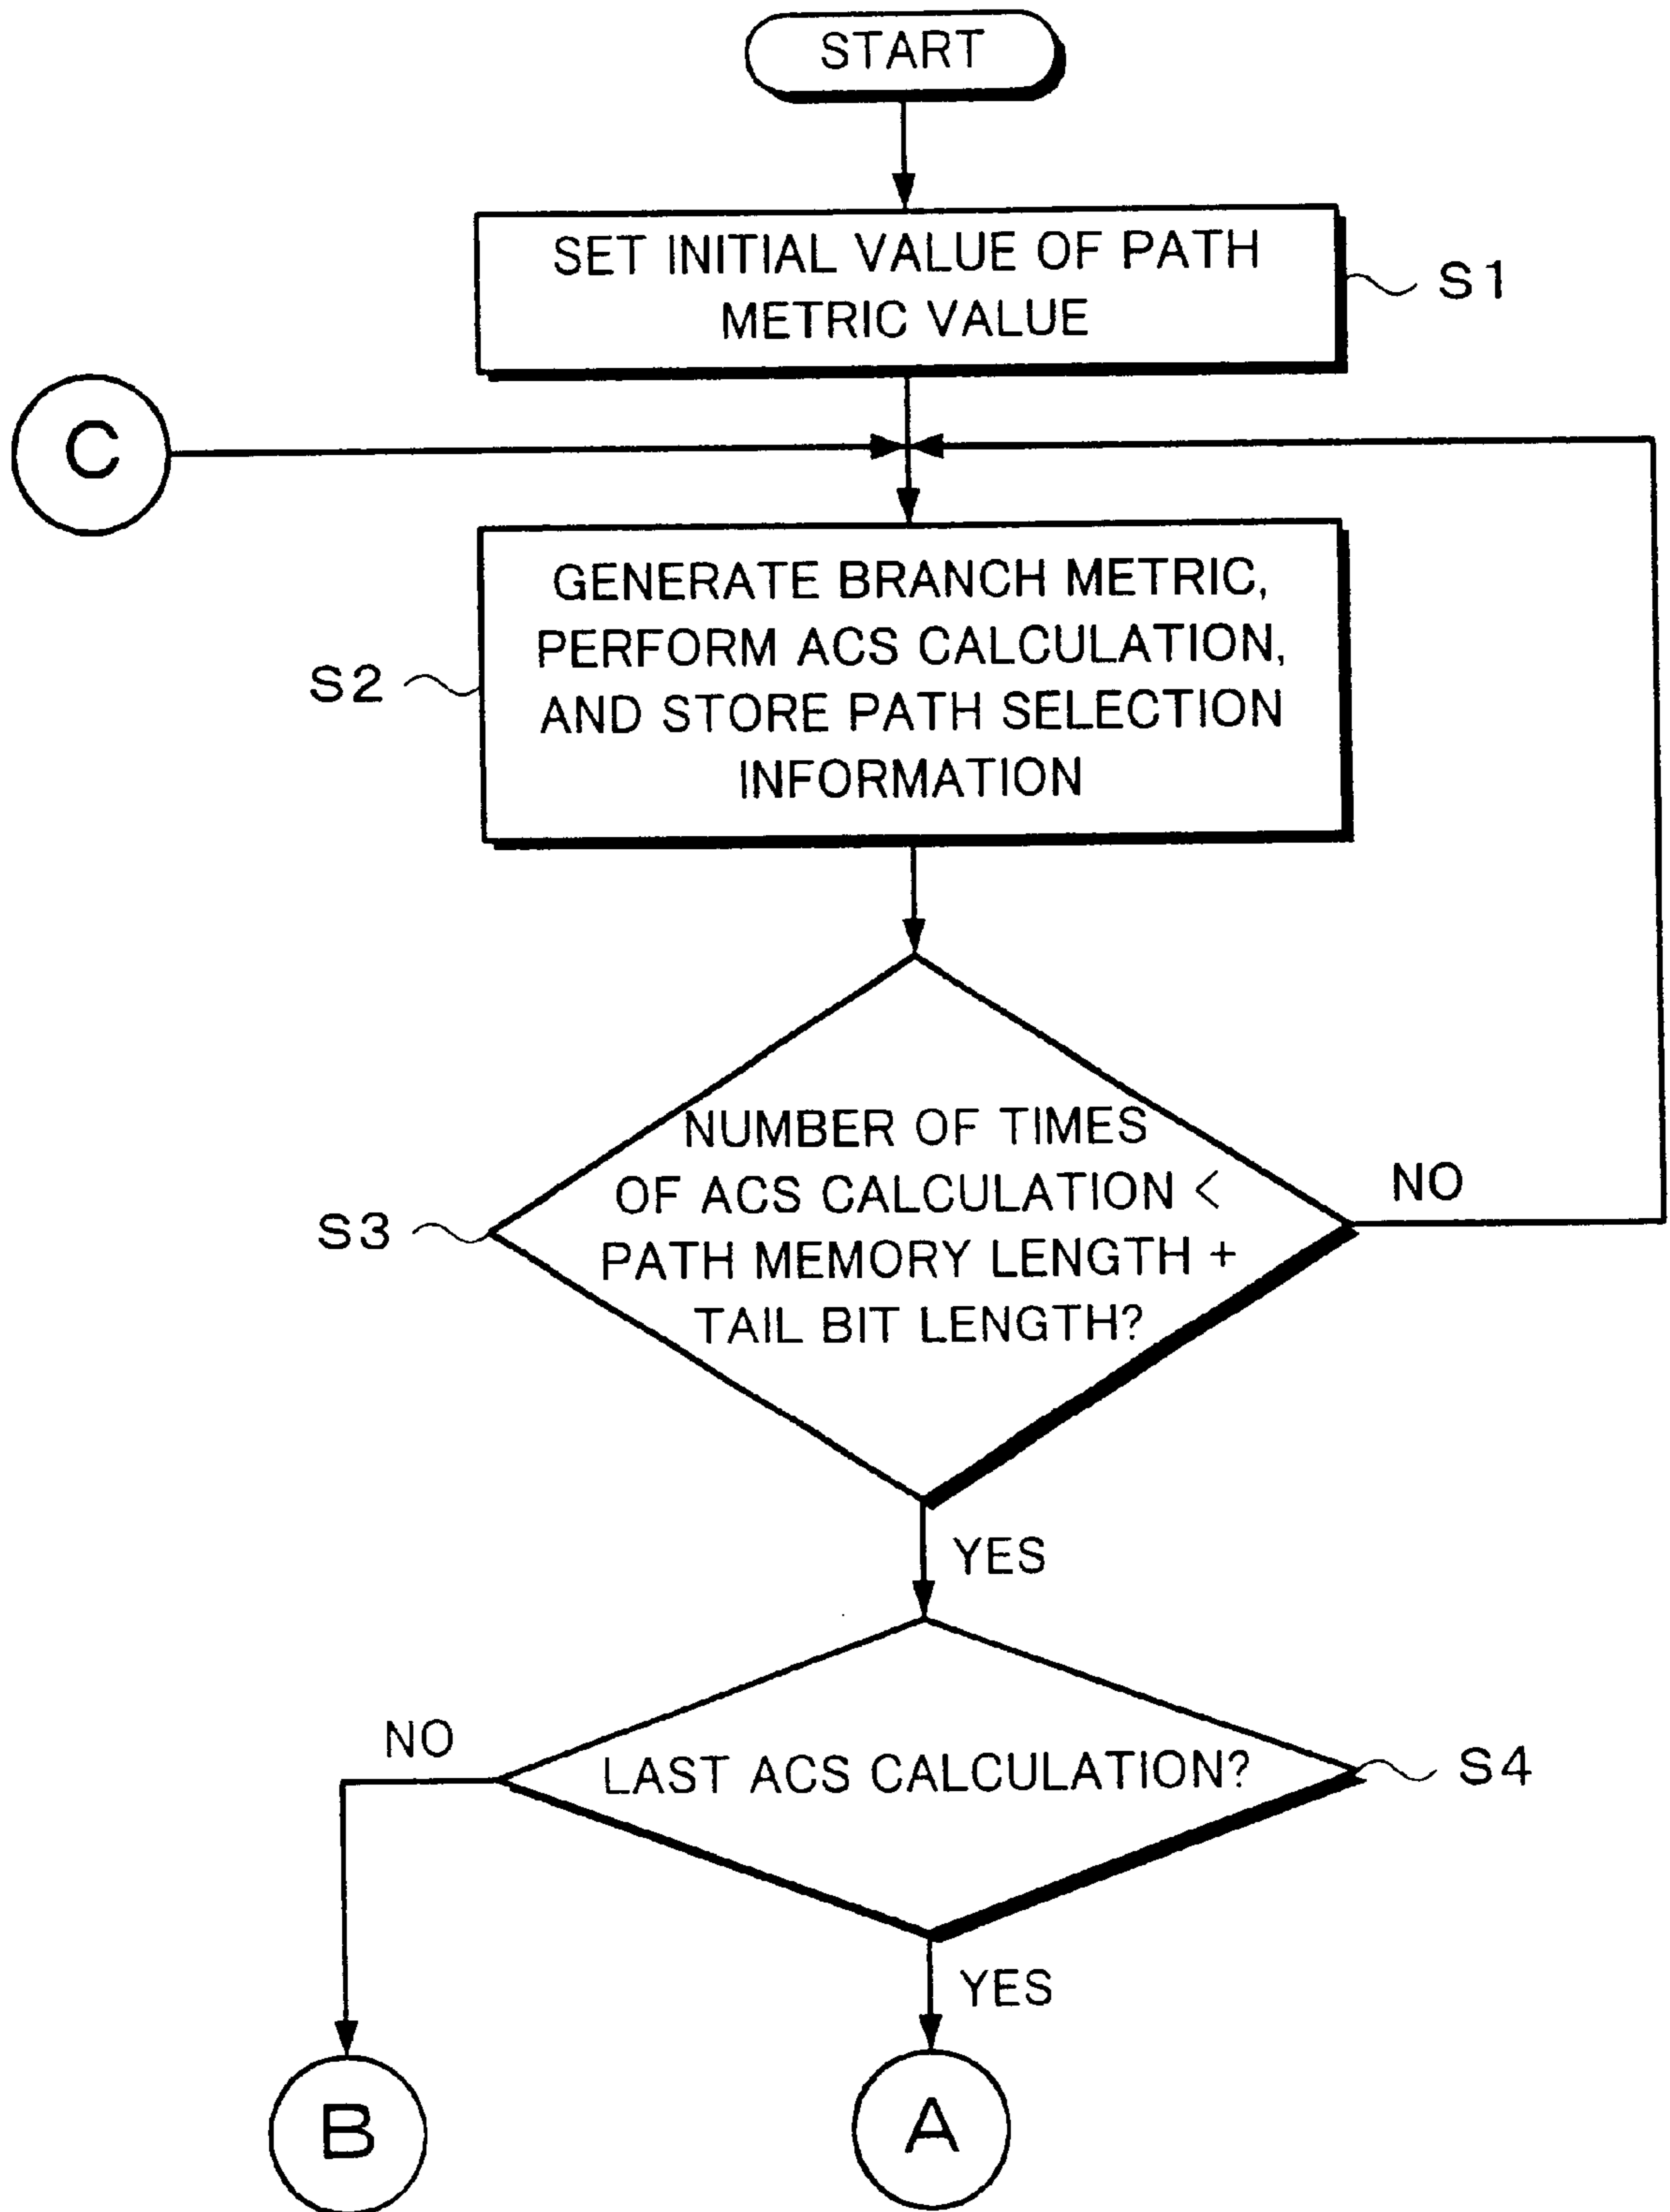 START
SET INITIAL VALUE OF PATH
METRIC VALUE
S1
C
GENERATE BRANCH METRIC,
PERFORM ACS CALCULATION,
AND STORE PATH SELECTION
INFORMATION
S2
NUMBER OF TIMES
OF ACS CALCULATION <
PATH MEMORY LENGTH +
TAIL BIT LENGTH?
S3
NO
YES
LAST ACS CALCULATION?
S4
NO
YES
B
A